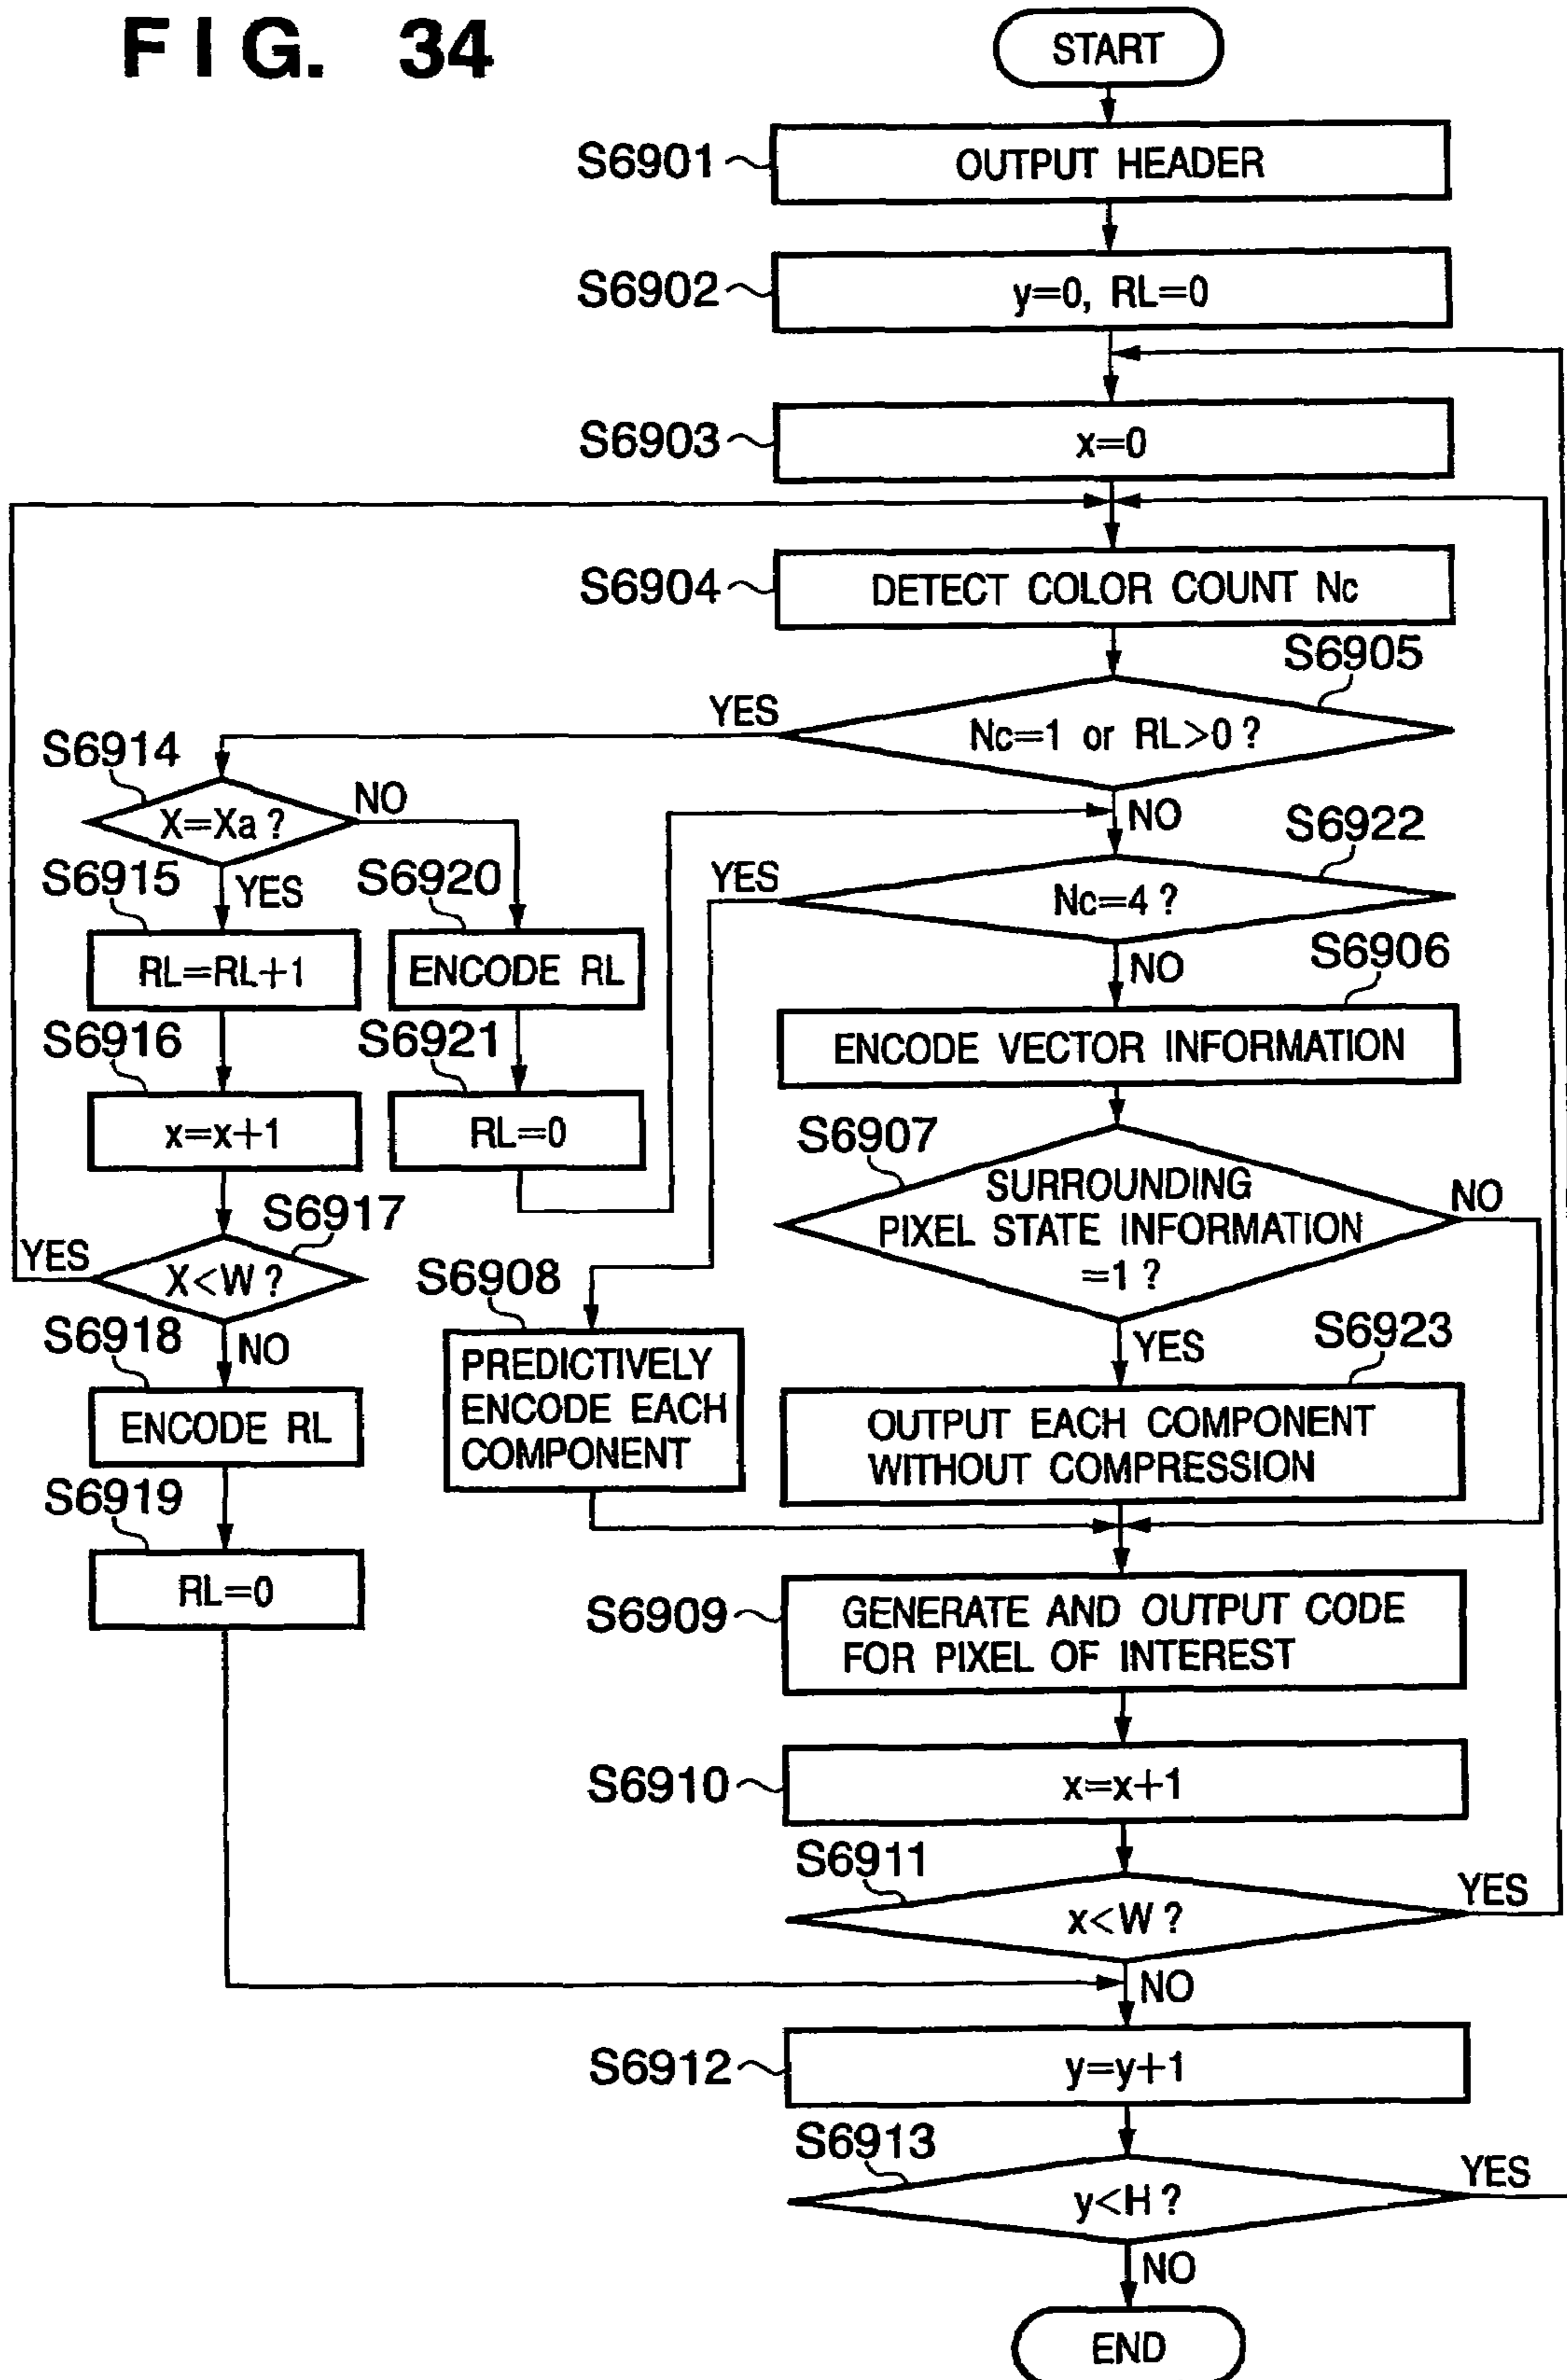 FIG. 34
START
S6901
OUTPUT HEADER
S6902
y=0, RL=0
S6903
x=0
S6904
DETECT COLOR COUNT Nc
S6905
YES
Nc=1 or RL>0 ?
NO
S6914
X=Xa ?
NO
YES
S6922
YES
Nc=4 ?
NO
S6915
RL=RL+1
S6920
ENCODE RL
S6906
ENCODE VECTOR INFORMATION
S6916
x=x+1
S6921
RL=0
S6907
SURROUNDING
PIXEL STATE INFORMATION
=1 ?
NO
YES
S6917
YES
X<W ?
NO
S6908
PREDICTIVELY
ENCODE EACH
COMPONENT
S6923
OUTPUT EACH COMPONENT
WITHOUT COMPRESSION
S6918
ENCODE RL
S6919
RL=0
S6909
GENERATE AND OUTPUT CODE
FOR PIXEL OF INTEREST
S6910
x=x+1
S6911
x<W ?
YES
NO
S6912
y=y+1
S6913
y<H ?
YES
NO
END